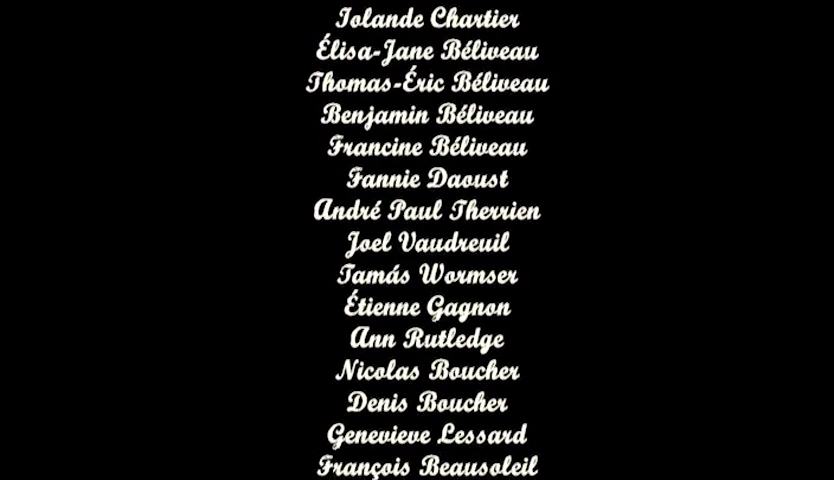 Iolande Chartier
Élisa-Jane Béliveau
Thomas-Éric Béliveau
Benjamin Béliveau
Francine Béliveau
Fannie Daoust
André Paul Therrien
Joel Vaudreuil
Tamás Wormser
Étienne Gagnon
Ann Rutledge
Nicolas Boucher
Denis Boucher
Genevieve Lessard
François Beausoleil